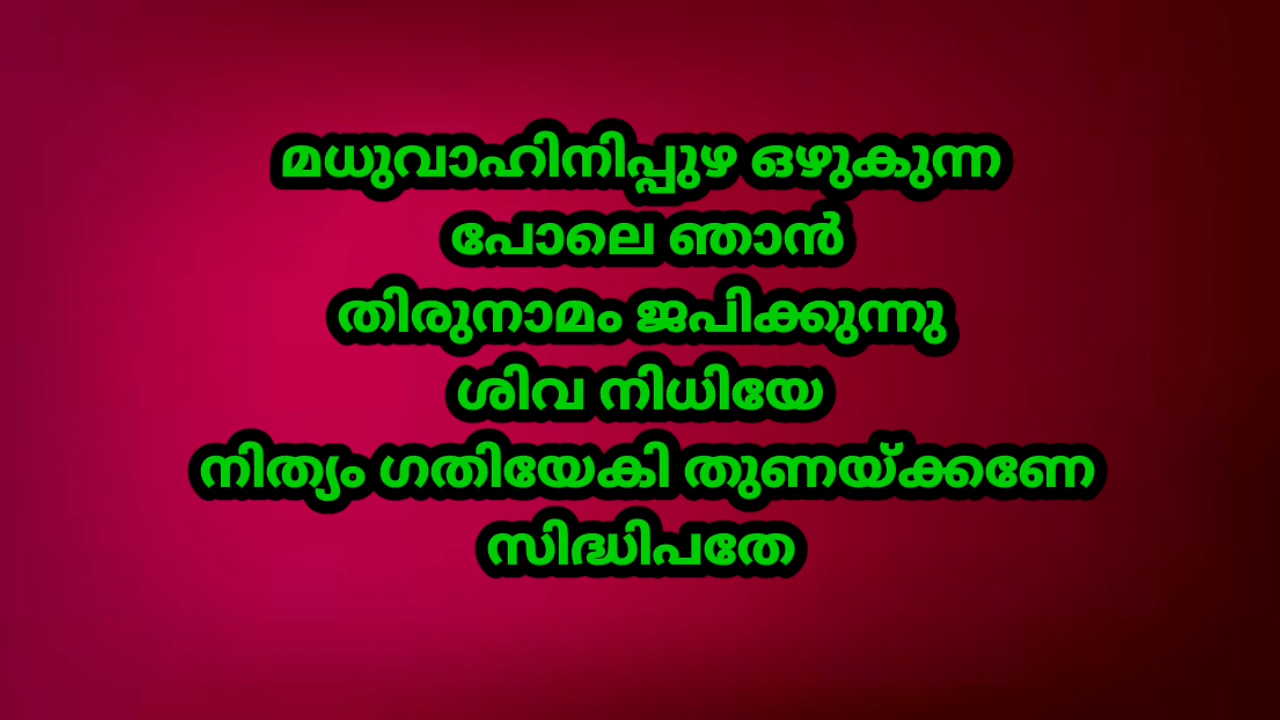 മധുവാഹിനിപ്പുഴ ഒഴുകുന്ന
പോലെ ഞാൻ
തിരുനാമം ജപിക്കുന്നു
ശിവ നിധിയേ
നിത്യം ഗതിയേകി തുണയ്ക്കണേ
സിദ്ധിപതേ